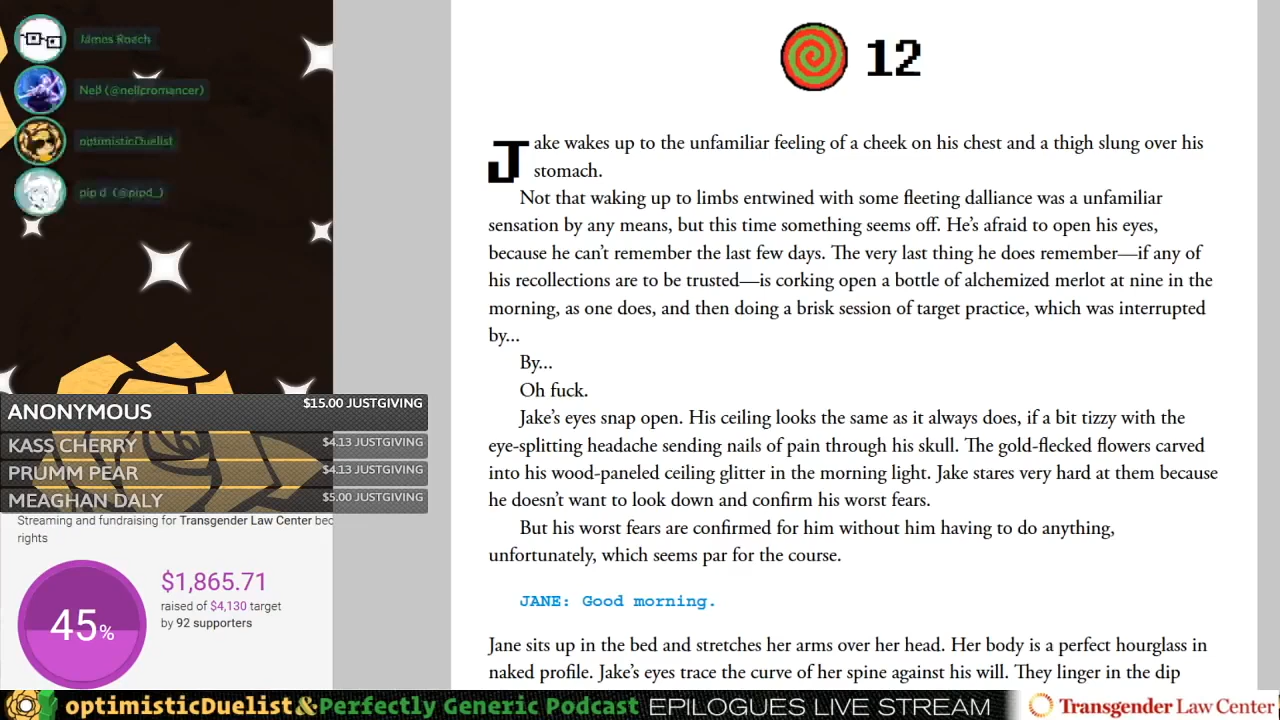 James Roach
Nell (@nellcromancer)
optimisticDuelist
pip d (@pipd_)
ANONYMOUS $15.00 JUSTGIVING
KASS CHERRY $4.13 JUSTGIVING
PRUMM PEAR $4.13 JUSTGIVING
MEAGHAN DALY $5.00 JUSTGIVING
Streaming and fundraising for Transgender Law Center bec
rights
45%
$1,865.71
raised of $4,130 target
by 92 supporters
12
Jake wakes up to the unfamiliar feeling of a cheek on his chest and a thigh slung over his
stomach.
Not that waking up to limbs entwined with some fleeting dalliance was a unfamiliar
sensation by any means, but this time something seems off. He’s afraid to open his eyes,
because he can’t remember the last few days. The very last thing he does remember—if any of
his recollections are to be trusted—is corking open a bottle of alchemized merlot at nine in the
morning, as one does, and then doing a brisk session of target practice, which was interrupted
by...
By...
Oh fuck.
Jake’s eyes snap open. His ceiling looks the same as it always does, if a bit tizzy with the
eye-splitting headache sending nails of pain through his skull. The gold-flecked flowers carved
into his wood-paneled ceiling glitter in the morning light. Jake stares very hard at them because
he doesn’t want to look down and confirm his worst fears.
But his worst fears are confirmed for him without him having to do anything,
unfortunately, which seems par for the course.
JANE: Good morning.
Jane sits up in the bed and stretches her arms over her head. Her body is a perfect hourglass in
naked profile. Jake’s eyes trace the curve of her spine against his will. They linger in the dip
optimisticDuelist&Perfectly Generic Podcast EPILOGUES LIVE STREAM
Transgender Law Center